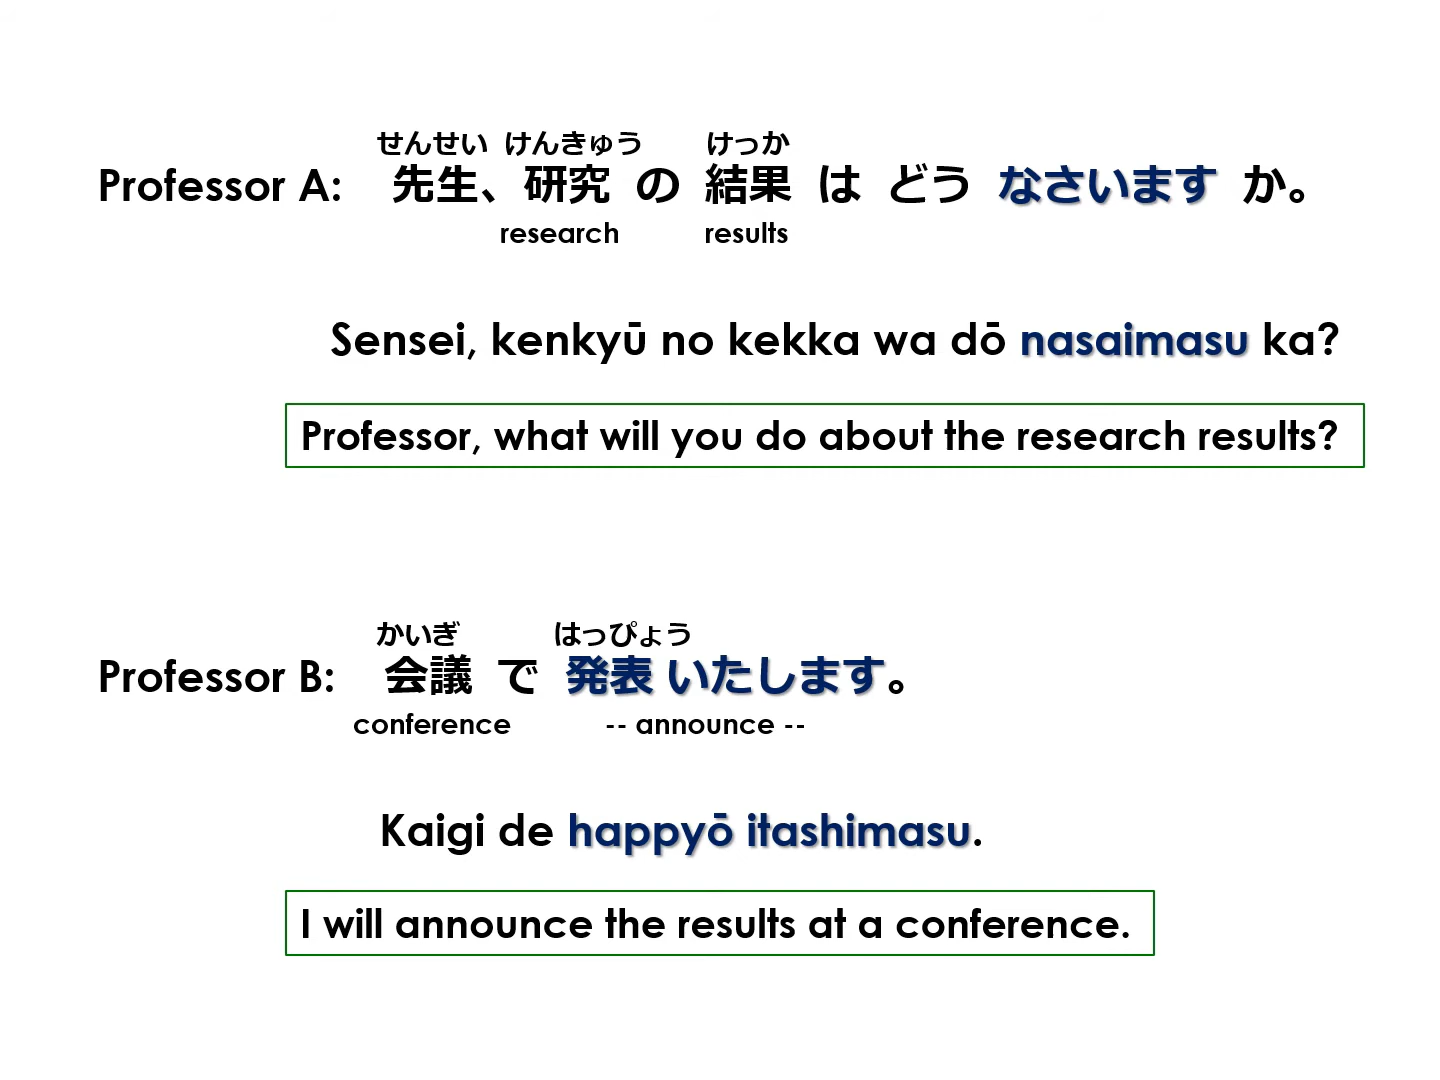 せんせい けんきゅう けっか
Professor A: 先生、研究 の 結果 は どう なさいます か。
research results
Sensei, kenkyū no kekka wa dō nasaimasu ka?
Professor, what will you do about the research results?
かいぎ はっぴょう
Professor B: 会議 で 発表 いたします。
conference -- announce --
Kaigi de happyō itashimasu.
I will announce the results at a conference.